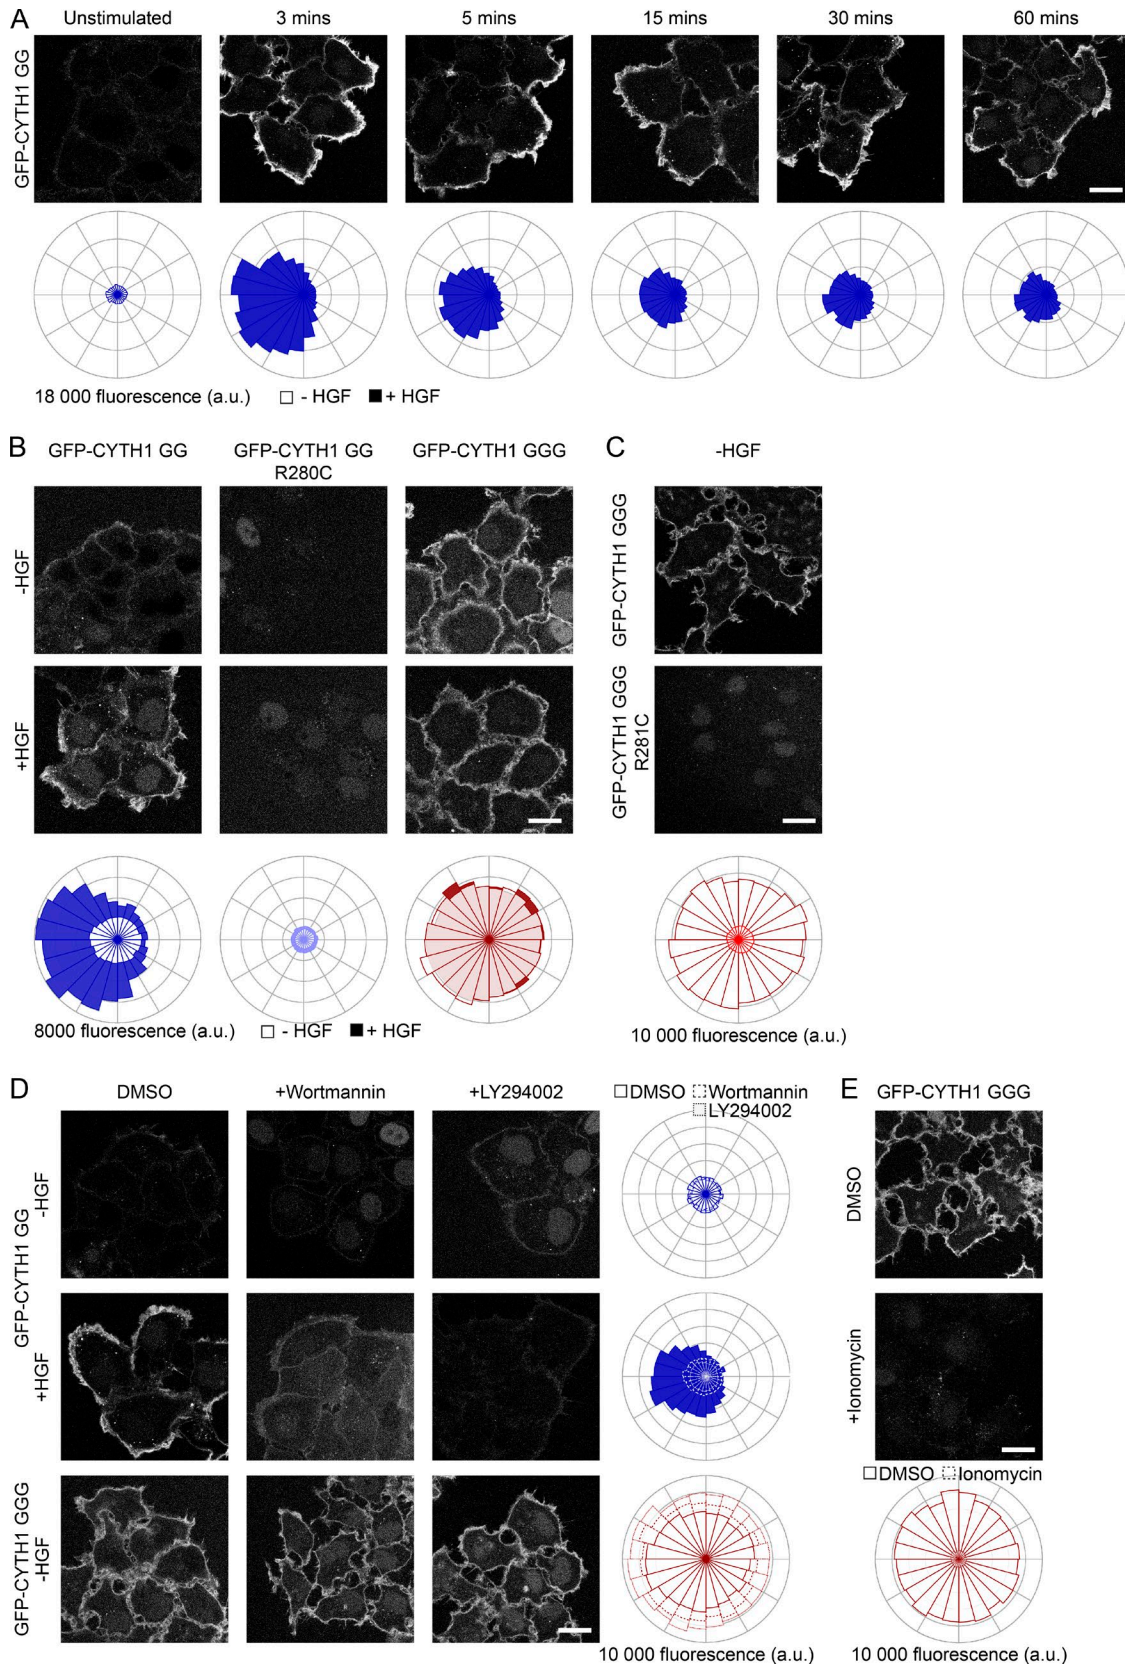 A
Unstimulated 3 mins 5 mins 15 mins 30 mins 60 mins
GFP-CYTH1 GG
18 000 fluorescence (a.u.) - HGF + HGF
B
GFP-CYTH1 GG GFP-CYTH1 GG R280C GFP-CYTH1 GGG
-HGF
+HGF
8000 fluorescence (a.u.) - HGF + HGF
C
-HGF
GFP-CYTH1 GGG
GFP-CYTH1 GGG
R281C
10 000 fluorescence (a.u.)
D
DMSO +Wortmannin +LY294002
DMSO Wortmannin
LY294002
GFP-CYTH1 GG
-HGF
+HGF
GFP-CYTH1 GGG
-HGF
10 000 fluorescence (a.u.)
E
GFP-CYTH1 GGG
DMSO
+Ionomycin
DMSO Ionomycin
10 000 fluorescence (a.u.)